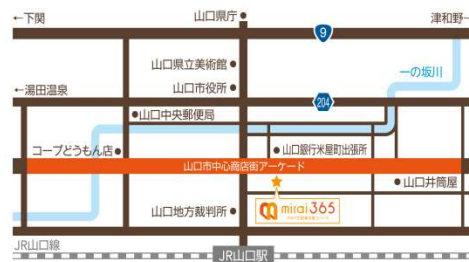 ←下関
山口県庁
津和野→
9
山口県立美術館
一の坂川
山口市役所
←湯田温泉
204
山口中央郵便局
コープどうもん店
山口銀行米屋町出張所
山口市中心商店街アーケード
山口井筒屋
山口地方裁判所
mirai365
JR山口線
JR山口駅